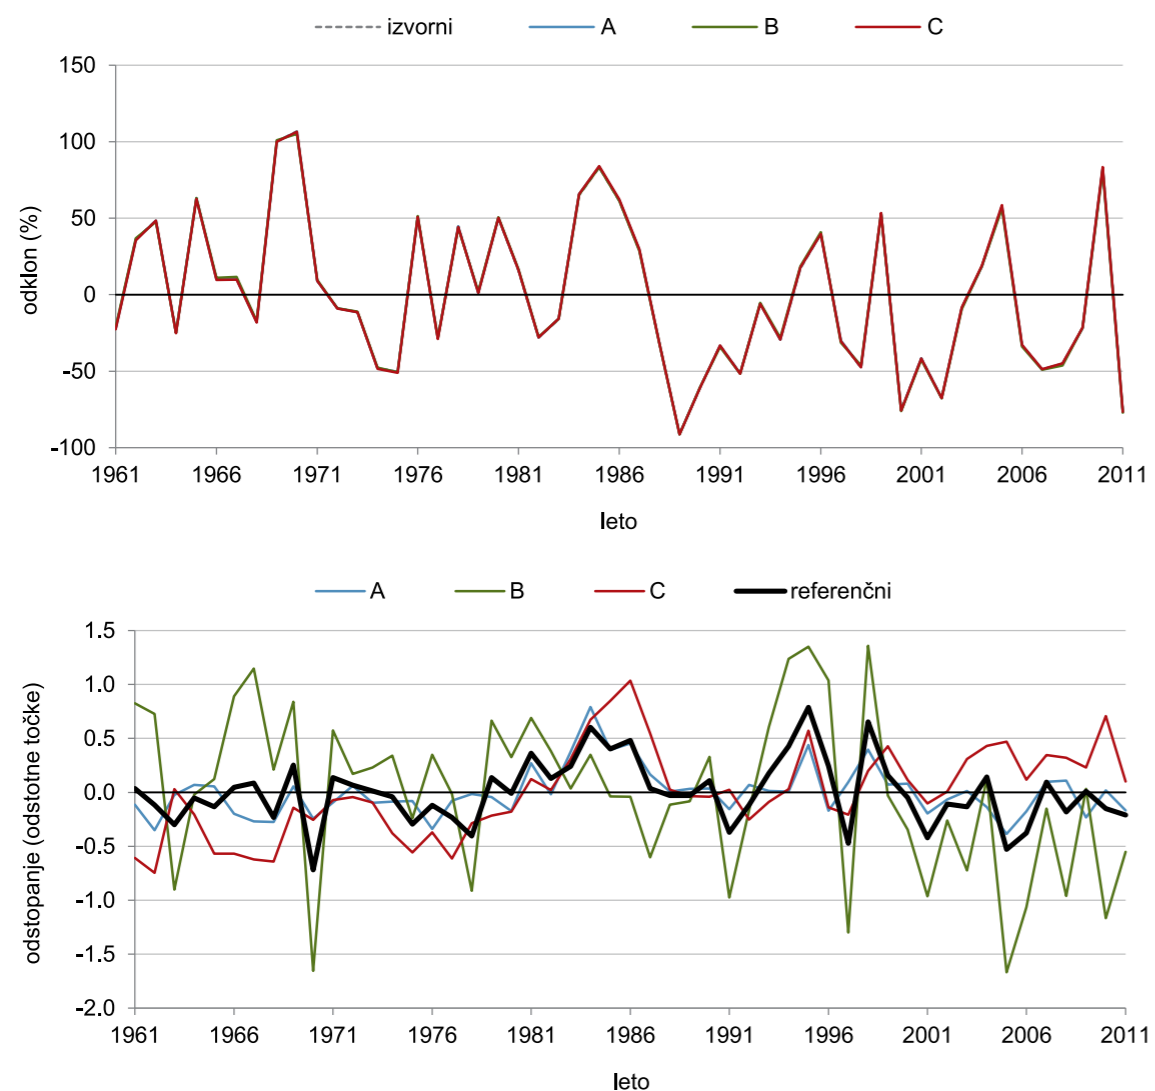 izvorni A B C
150
100
50
0
-50
-100
odklon (%)
1961 1966 1971 1976 1981 1986 1991 1996 2001 2006 2011
leto
A B C referenčni
1.5
1.0
0.5
0.0
-0.5
-1.0
-1.5
-2.0
odstopanje (odstotne točke)
1961 1966 1971 1976 1981 1986 1991 1996 2001 2006 2011
leto